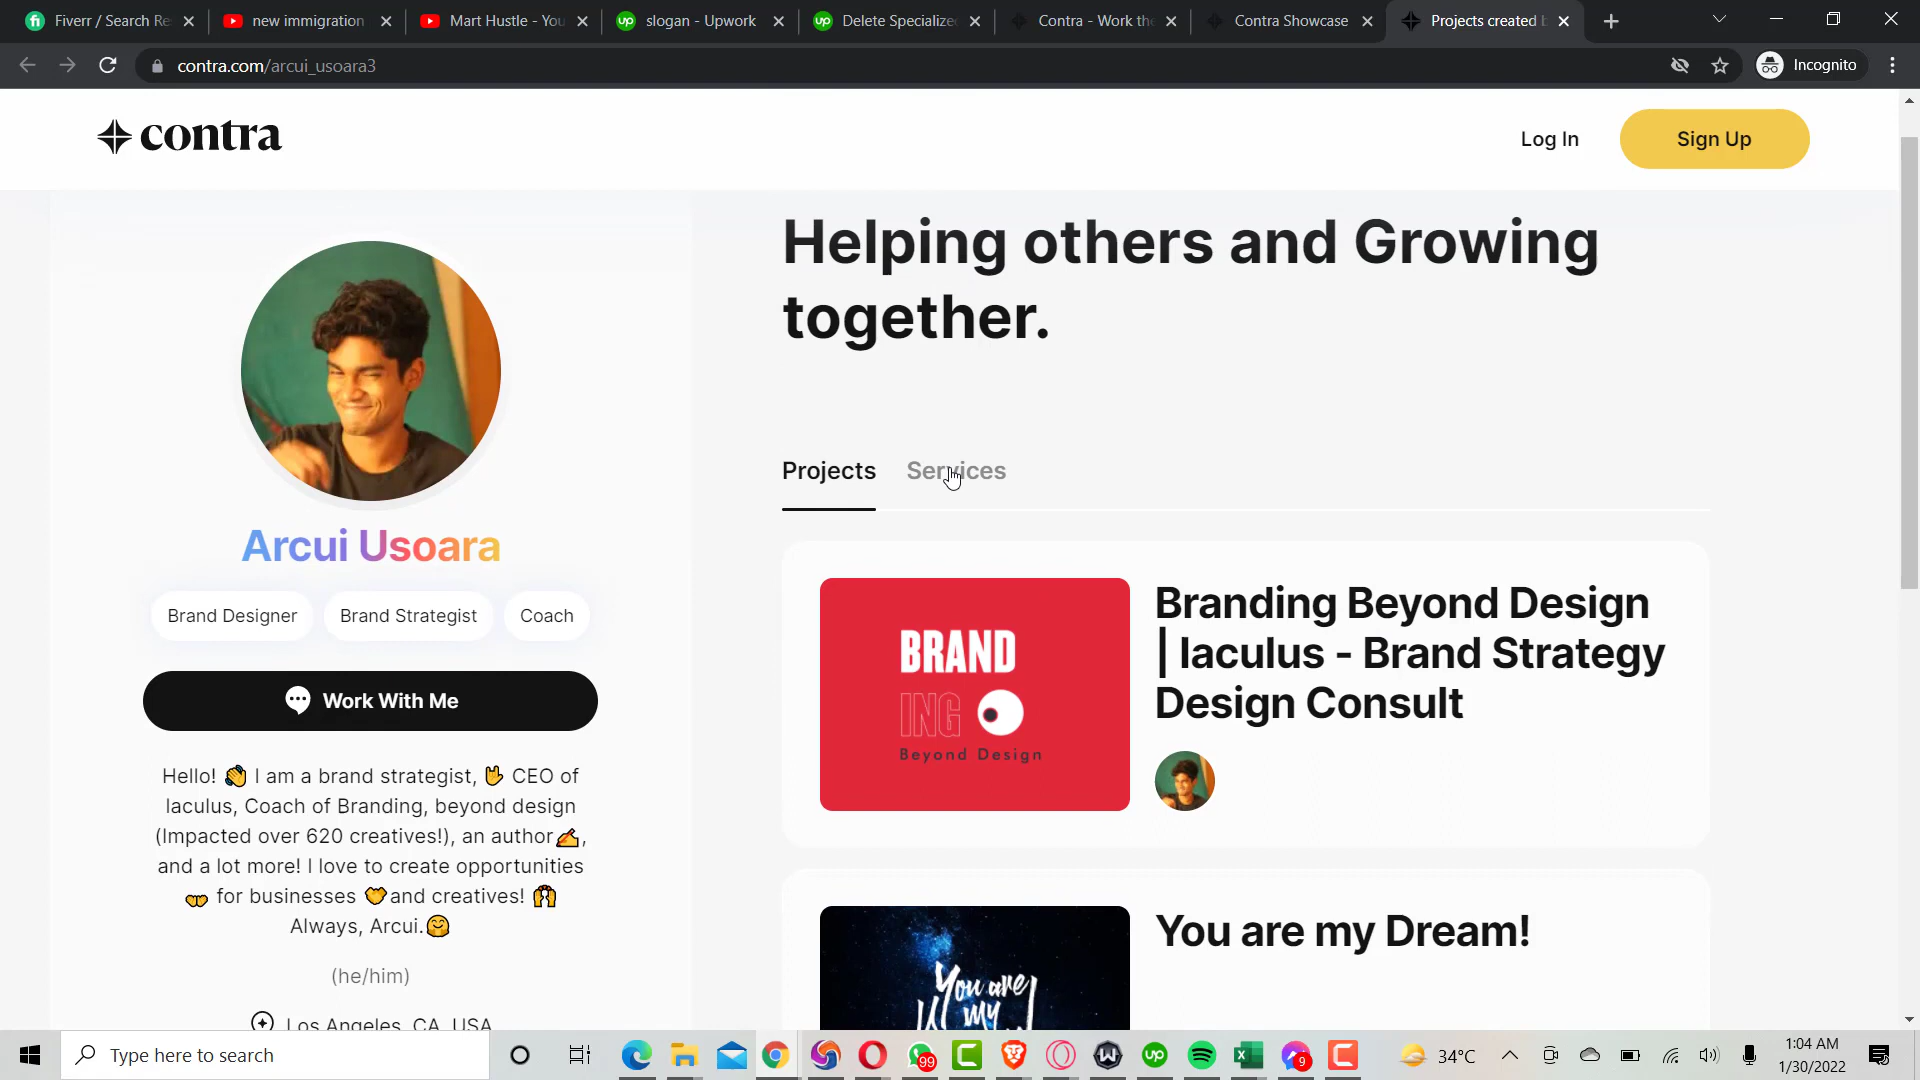 Fiverr / Search Re
new immigration
Mart Hustle - You
slogan - Upwork
Delete Specialize
Contra - Work the
Contra Showcase
Projects created b
contra.com/arcui_usoara3
Incognito
contra
Log In
Sign Up
Helping others and Growing
together.
Projects
Services
Arcui Usoara
Brand Designer
Brand Strategist
Coach
Work With Me
Hello! 👋 I am a brand strategist, 🤟 CEO of
Iaculus, Coach of Branding, beyond design
(Impacted over 620 creatives!), an author✍️,
and a lot more! I love to create opportunities
🤝 for businesses 🤝and creatives! 🙌
Always, Arcui.🤗
(he/him)
Los Angeles, CA, USA
BRAND
ING
Beyond Design
Branding Beyond Design
| Iaculus - Brand Strategy
Design Consult
You are my Dream!
You are
my
Type here to search
99
9
34°C
1:04 AM
1/30/2022